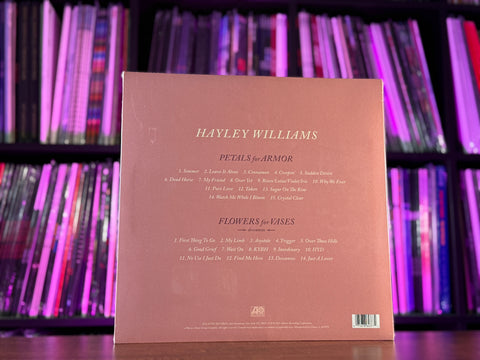 HAYLEY WILLIAMS
PETALS for ARMOR
1. Simmer 2. Leave It Alone 3. Cinnamon 4. Creepin' 5. Sudden Desire
6. Dead Horse 7. My Friend 8. Over Yet 9. Roses/Lotus/Violet/Iris 10. Why We Ever
11. Pure Love 12. Taken 13. Sugar On The Rim
14. Watch Me While I Bloom 15. Crystal Clear
FLOWERS for VASES
descansos
1. First Thing To Go 2. My Limb 3. Asystole 4. Trigger 5. Over Those Hills
6. Good Grief 7. Wait On 8. KYRH 9. Inordinary 10. HYD
11. No Use I Just Do 12. Find Me Here 13. Descansos 14. Just A Lover